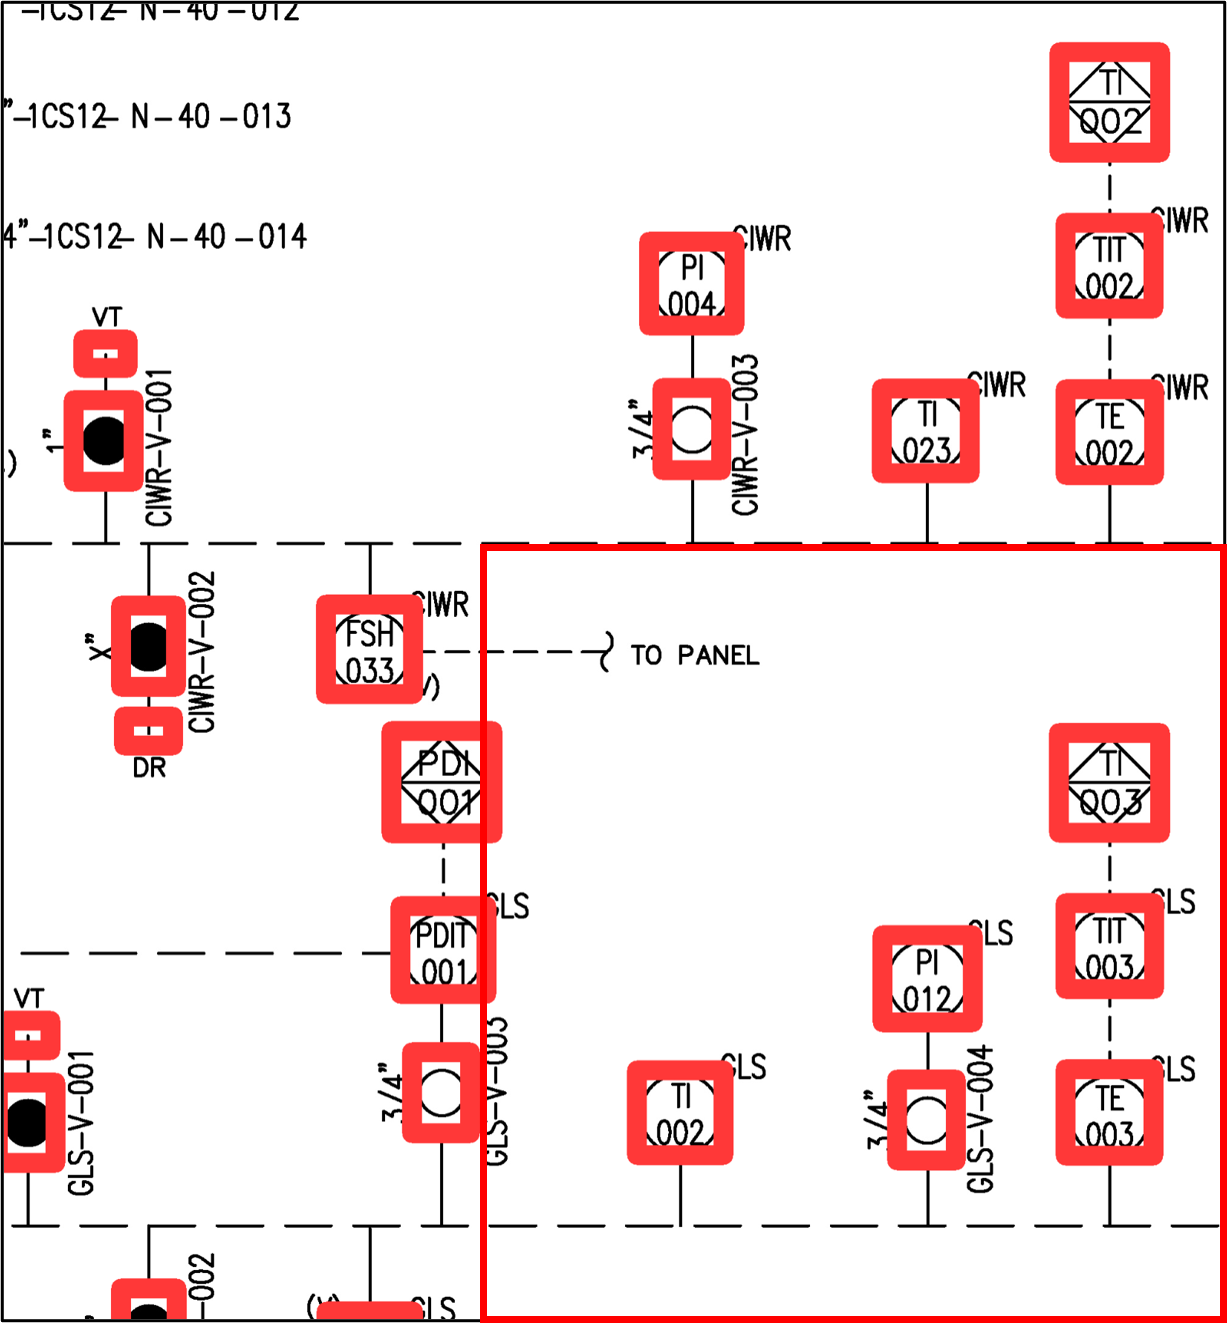 -1CS12- N-40-012
"-1CS12- N-40-013
4"-1CS12- N-40-014
TI
002
CIWR
TIT
002
CIWR
PI
004
VT
1"
CIWR-V-001
3/4"
CIWR-V-003
CIWR
TI
023
CIWR
TE
002
X"
CIWR-V-002
DR
CIWR
FSH
033
TO PANEL
PDI
001
TI
003
GLS
PDIT
001
GLS
TIT
003
GLS
PI
012
VT
GLS-V-001
3/4"
GLS-V-003
GLS
TI
002
3/4"
GLS-V-004
GLS
TE
003
-002
GLS